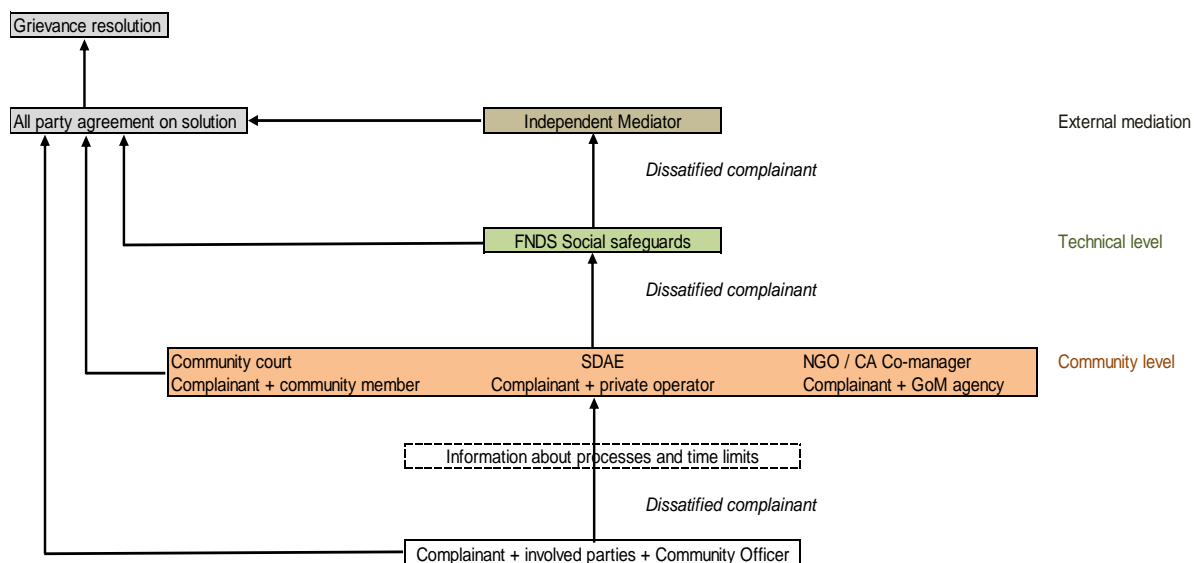 Grievance resolution
All party agreement on solution
Independent Mediator
External mediation
Dissatified complainant
FNDS Social safeguards
Technical level
Dissatified complainant
Community court SDAE NGO / CA Co-manager
Community level
Complainant + community member Complainant + private operator Complainant + GoM agency
Information about processes and time limits
Dissatified complainant
Complainant + involved parties + Community Officer